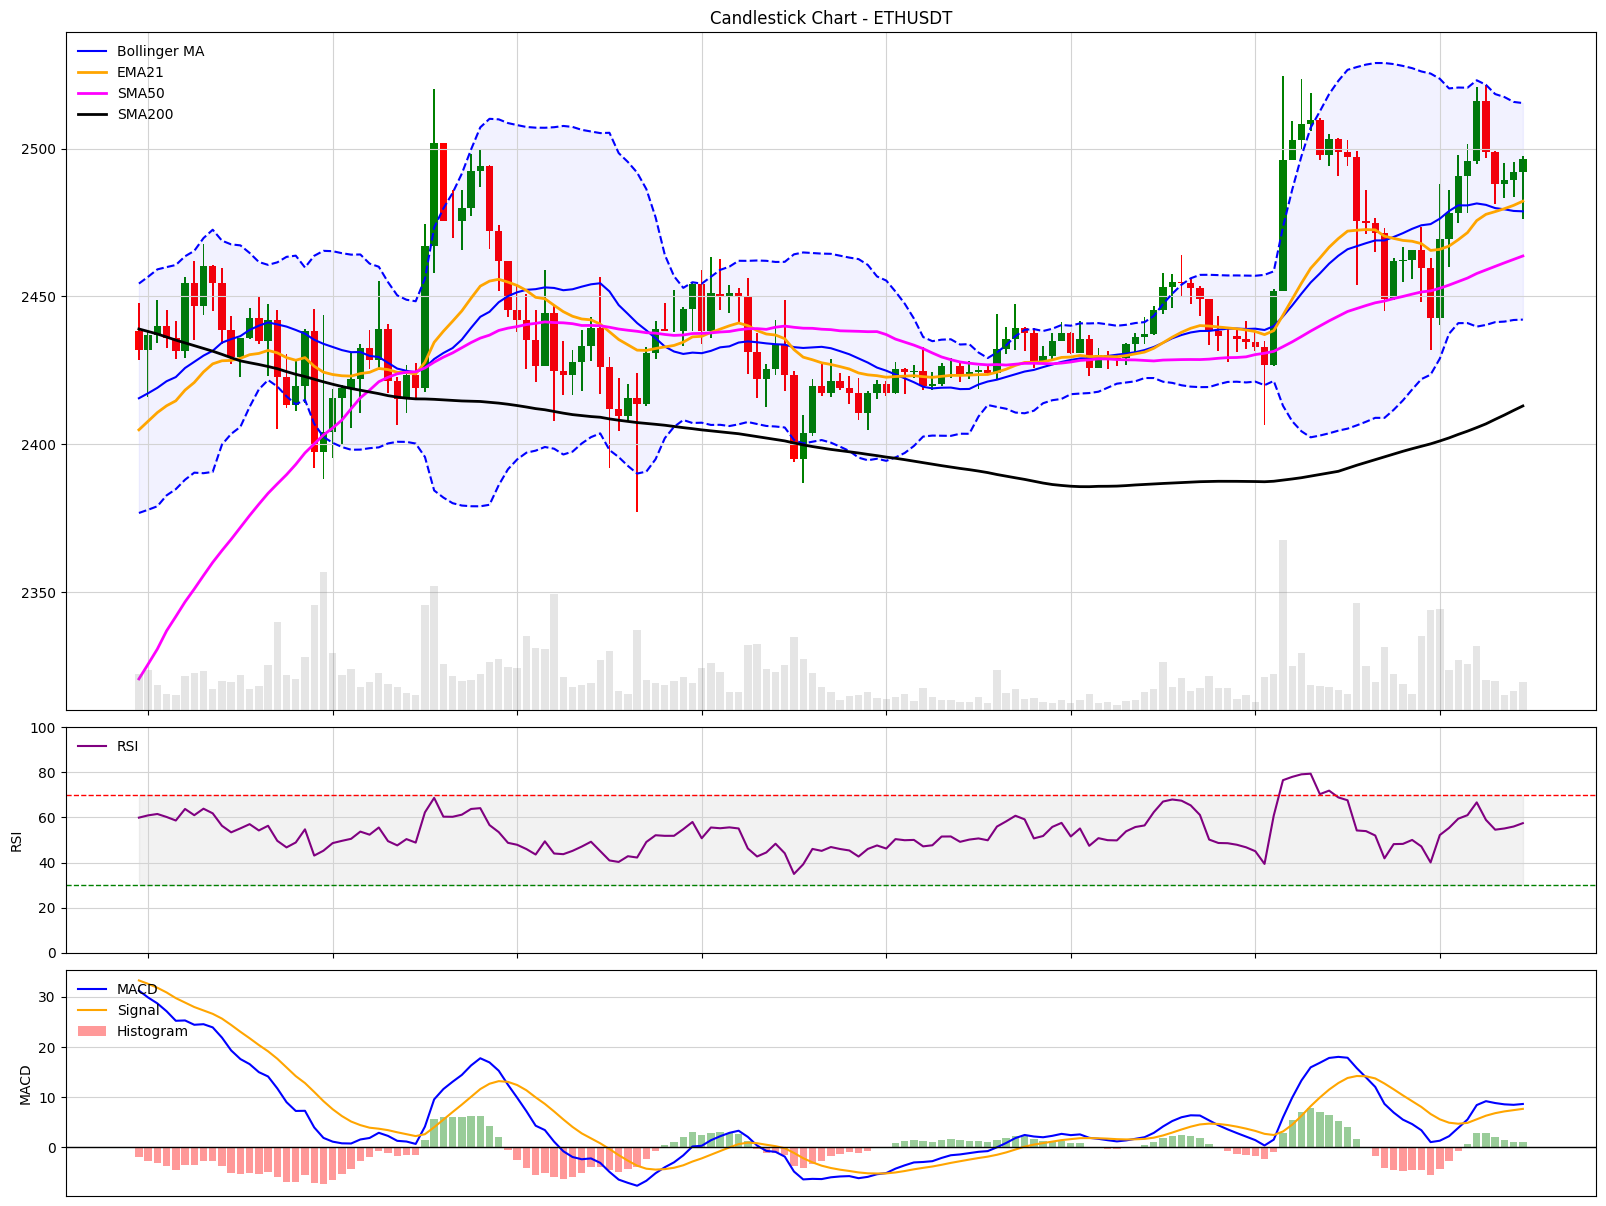 Candlestick Chart - ETHUSDT
Bollinger MA
EMA21
SMA50
SMA200
2500
2450
2400
2350
100
RSI
80
60
RSI
40
20
0
MACD
30
Signal
Histogram
20
MACD
10
0